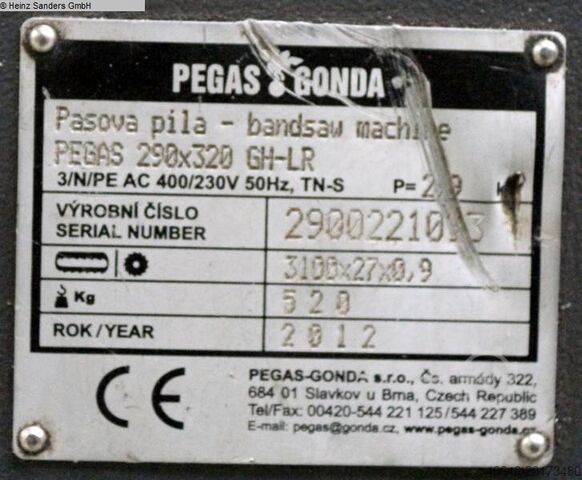 © Heinz Sanders GmbH
PEGAS GONDA
Pasova pila - bandsaw machine
PEGAS 290x320 GH-LR
3/N/PE AC 400/230V 50Hz, TN-S P=
VÝROBNÍ ČÍSLO
SERIAL NUMBER
3100x27x0,9
Kg 520
ROK/YEAR 2012
CE PEGAS-GONDA s.r.o., Čs. armády 322,
684 01 Slavkov u Brna, Czech Republic
Tel/Fax: 00420-544 221 125/544 227 389
E-mail: pegas@gonda.cz, www.pegas-gonda.cz